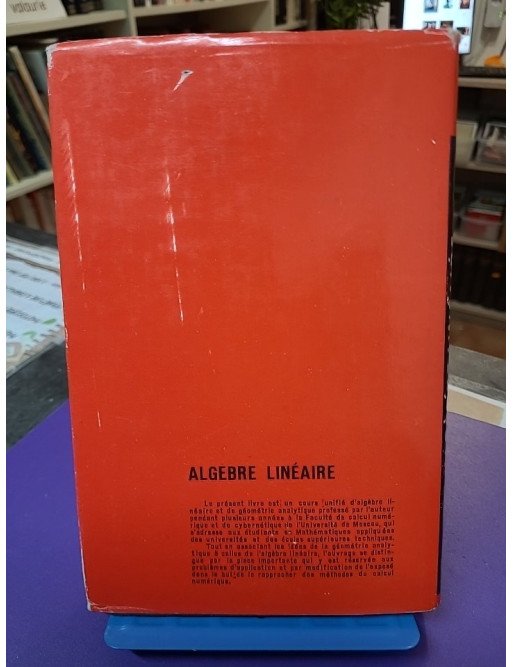 ALGEBRE LINÉAIRE
Le présent livre est un cours unifié d'algèbre li-
néaire et de géométrie analytique professé par l'auteur
pendant plusieurs années à la Faculté de calcul numé-
rique et de cybernétique de l'Université de Moscou, qui
s'adresse aux étudiants en Mathématiques appliquées
des universités et des écoles supérieures techniques.
Tout en associant les idées de la géométrie analy-
tique à celles de l'algèbre linéaire, l'ouvrage se distin-
gue par la place importante qui y est réservée aux
problèmes d'application et par modification de l'exposé
dans le but de le rapprocher des méthodes de calcul
numérique.